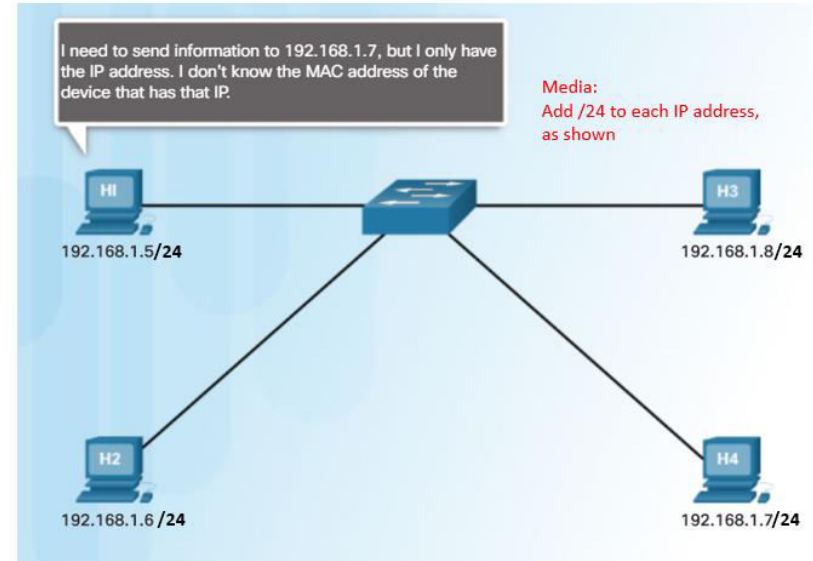 I need to send information to 192.168.1.7, but I only have
the IP address. I don't know the MAC address of the
device that has that IP.
Media:
Add /24 to each IP address,
as shown
H1
H3
192.168.1.5/24
192.168.1.8/24
H2
H4
192.168.1.6 /24
192.168.1.7/24